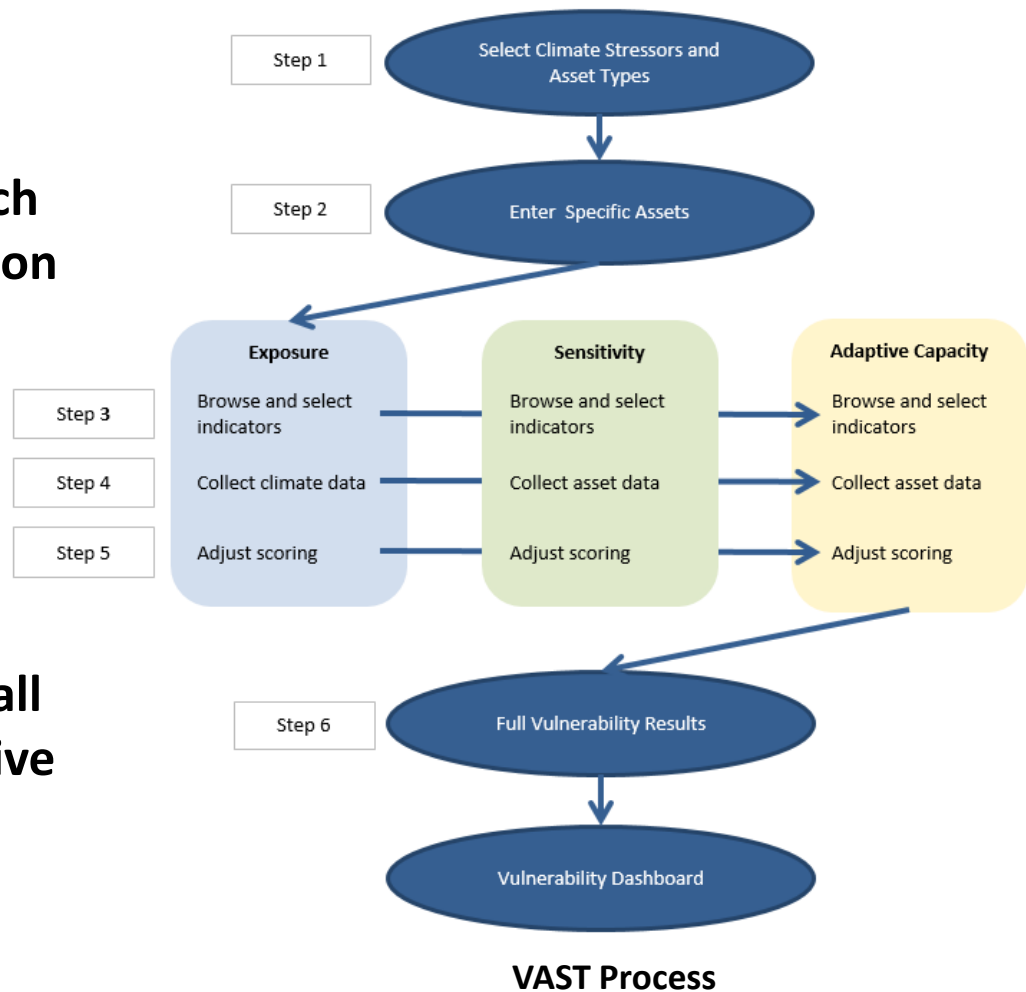 Step 1
Select Climate Stressors and
Asset Types
ch
on
Step 2
Enter Specific Assets
Exposure
Sensitivity
Adaptive Capacity
Step 3
Browse and select
indicators
Browse and select
indicators
Browse and select
indicators
Step 4
Collect climate data
Collect asset data
Collect asset data
Step 5
Adjust scoring
Adjust scoring
Adjust scoring
all
ive
Step 6
Full Vulnerability Results
Vulnerability Dashboard
VAST Process